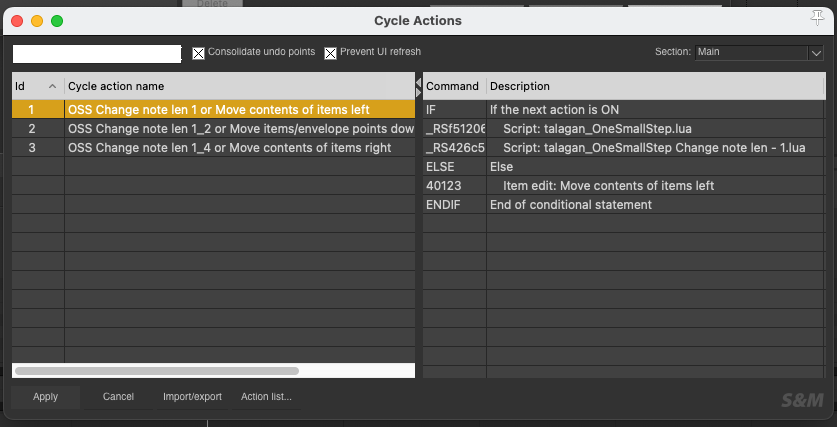 Delete
Cycle Actions
Consolidate undo points
Prevent UI refresh
Section: Main
Id Cycle action name
1 OSS Change note len 1 or Move contents of items left
2 OSS Change note len 1_2 or Move items/envelope points dow
3 OSS Change note len 1_4 or Move contents of items right
Command Description
IF If the next action is ON
_RSf51206 Script: talagan_OneSmallStep.lua
_RS426c5 Script: talagan_OneSmallStep Change note len - 1.lua
ELSE Else
40123 Item edit: Move contents of items left
ENDIF End of conditional statement
Apply Cancel Import/export Action list...
S&M